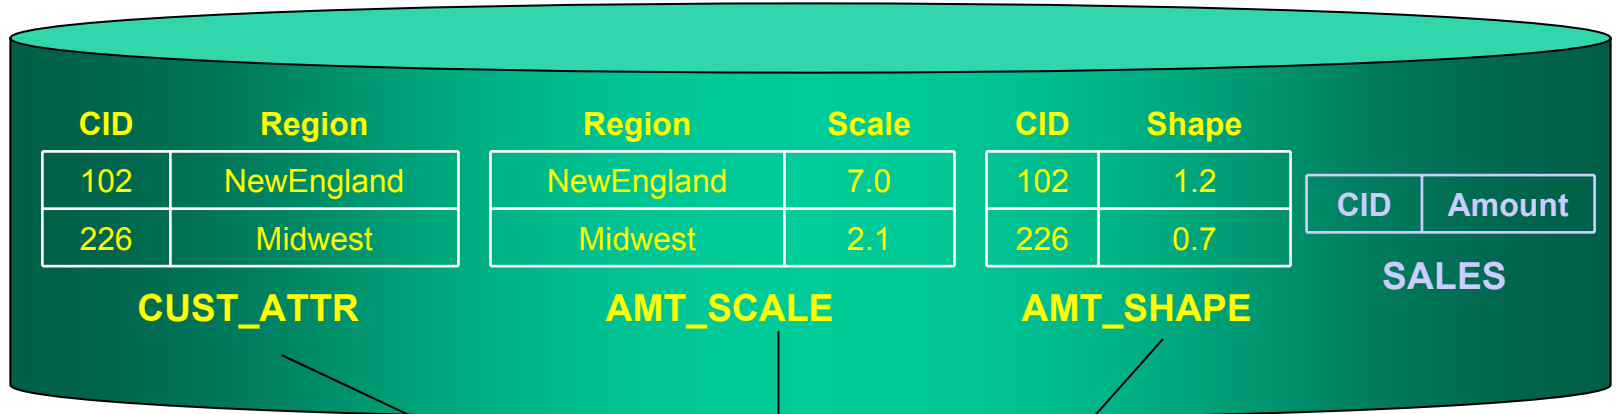 CID Region
102 NewEngland
226 Midwest
CUST_ATTR
Region Scale
NewEngland 7.0
Midwest 2.1
AMT_SCALE
CID Shape
102 1.2
226 0.7
AMT_SHAPE
CID Amount
SALES